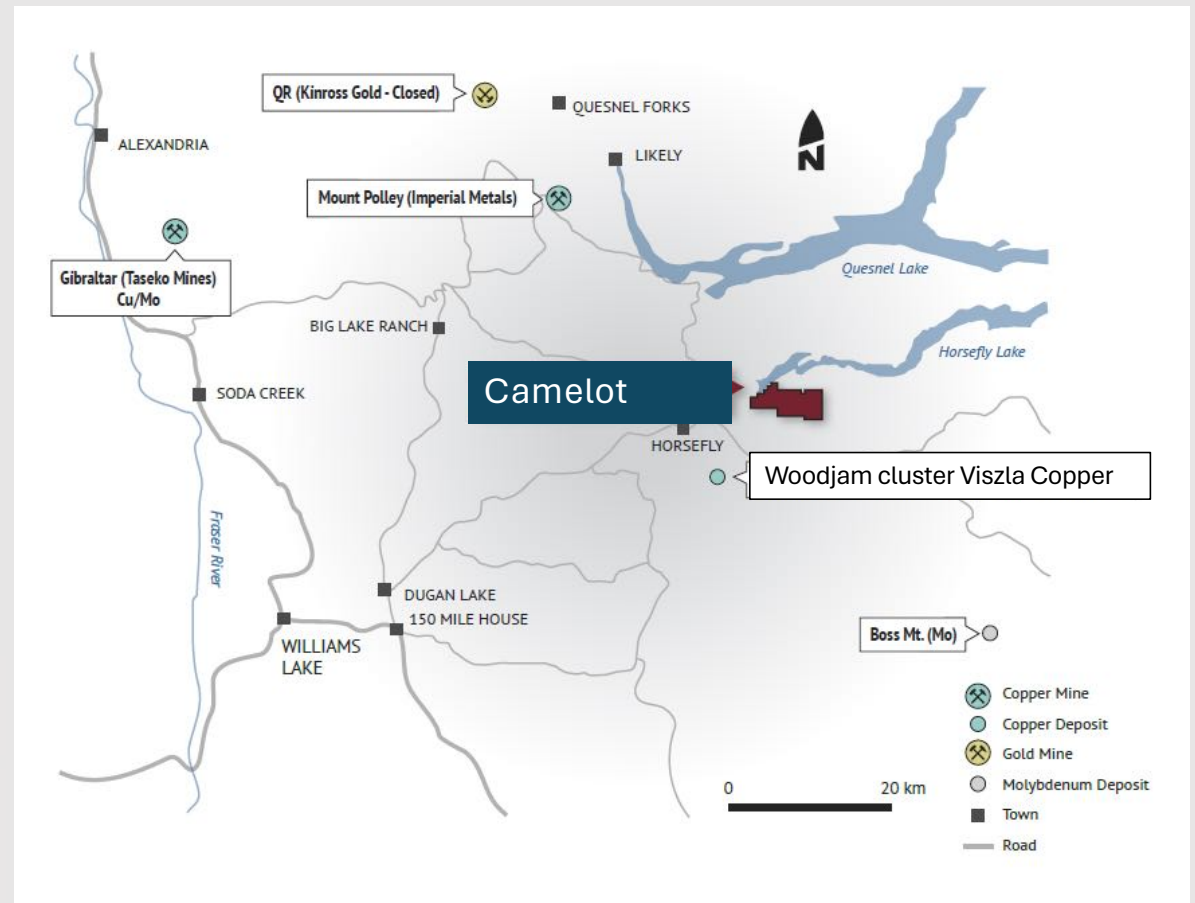 QR (Kinross Gold - Closed)
QUESNEL FORKS
ALEXANDRIA
LIKELY
N
Mount Polley (Imperial Metals)
Gibraltar (Taseko Mines)
Cu/Mo
Quesnel Lake
BIG LAKE RANCH
Horsefly Lake
Camelot
SODA CREEK
HORSEFLY
Woodjam cluster Viszla Copper
Fraser River
DUGAN LAKE
150 MILE HOUSE
WILLIAMS
LAKE
Boss Mt. (Mo)
Copper Mine
Copper Deposit
Gold Mine
Molybdenum Deposit
Town
Road
0 20 km